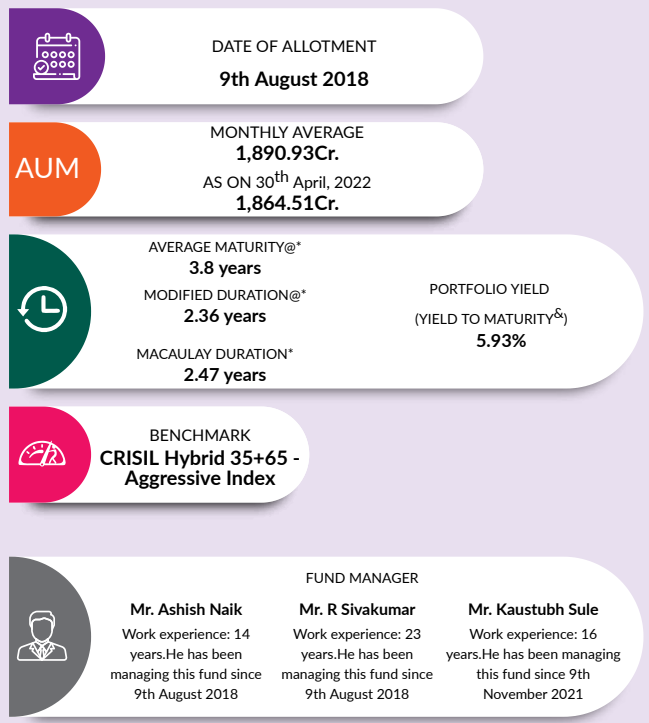 DATE OF ALLOTMENT
9th August 2018
AUM
MONTHLY AVERAGE
1,890.93Cr.
AS ON 30th April, 2022
1,864.51Cr.
AVERAGE MATURITY@*
3.8 years
MODIFIED DURATION@*
2.36 years
MACAULAY DURATION*
2.47 years
PORTFOLIO YIELD
(YIELD TO MATURITY&)
5.93%
BENCHMARK
CRISIL Hybrid 35+65 -
Aggressive Index
FUND MANAGER
Mr. Ashish Naik
Work experience: 14
years.He has been
managing this fund since
9th August 2018
Mr. R Sivakumar
Work experience: 23
years.He has been
managing this fund since
9th August 2018
Mr. Kaustubh Sule
Work experience: 16
years.He has been managing
this fund since 9th
November 2021